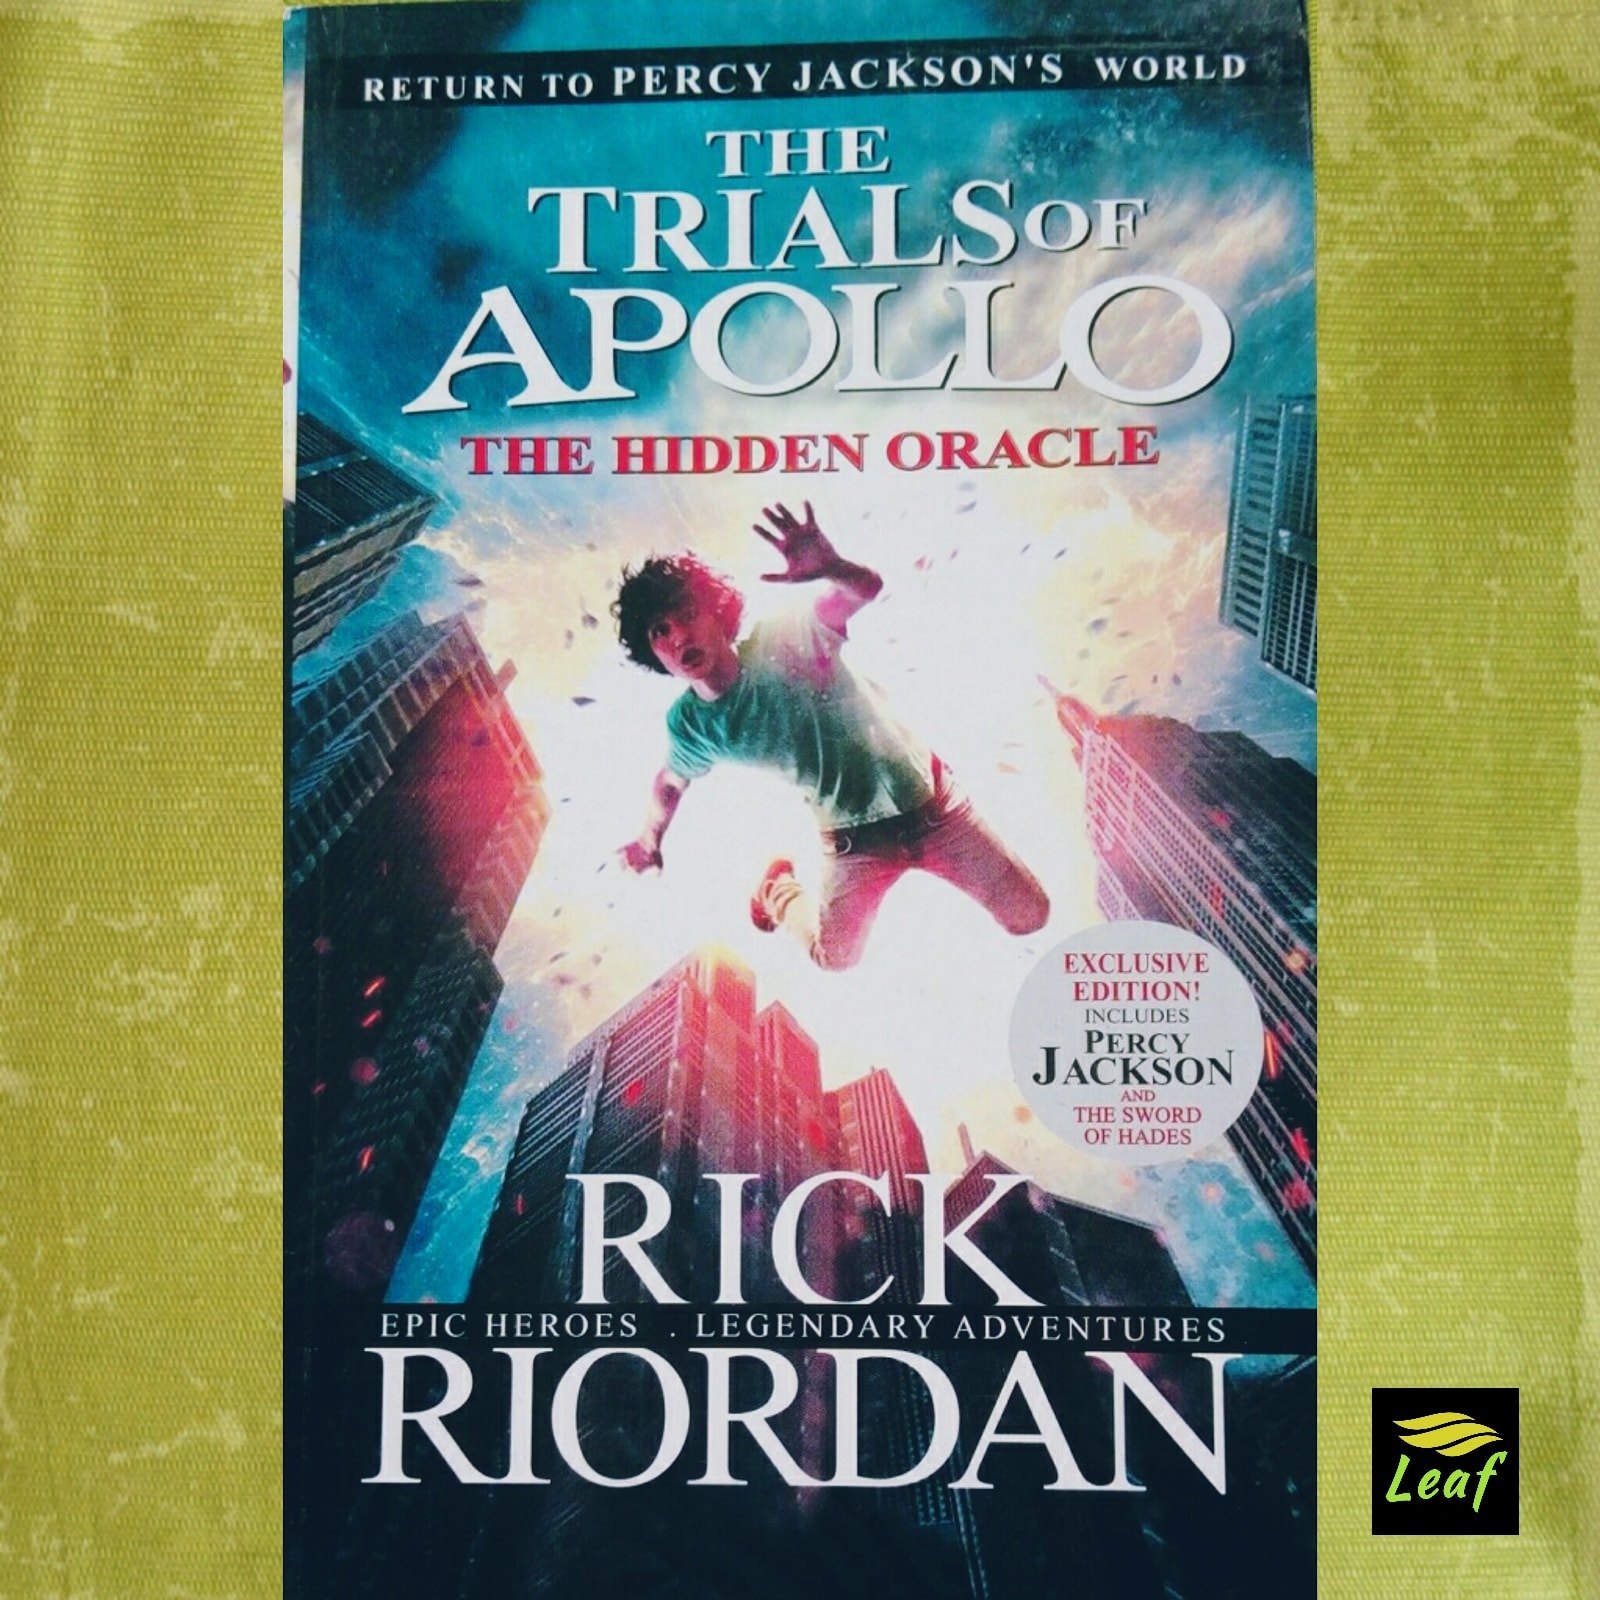 RETURN TO PERCY JACKSON'S WORLD
THE
TRIALS OF
APOLLO
THE HIDDEN ORACLE
EXCLUSIVE
EDITION!
INCLUDES
PERCY
JACKSON
AND
THE SWORD
OF HADES
RICK
EPIC HEROES . LEGENDARY ADVENTURES
RIORDAN
Leaf